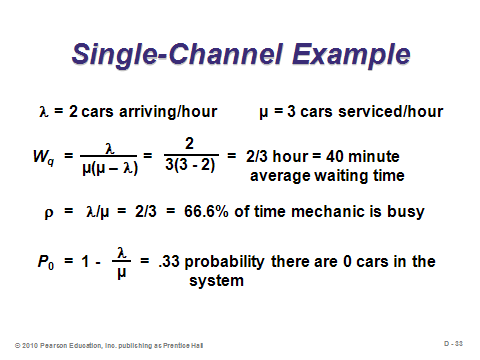 Single-Channel Example
λ = 2 cars arriving/hour µ = 3 cars serviced/hour
Wq = λ / µ(µ – λ) = 2 / 3(3 - 2) = 2/3 hour = 40 minute
average waiting time
ρ = λ/µ = 2/3 = 66.6% of time mechanic is busy
P0 = 1 - λ / µ = .33 probability there are 0 cars in the
system
© 2010 Pearson Education, Inc. publishing as Prentice Hall
D - 33